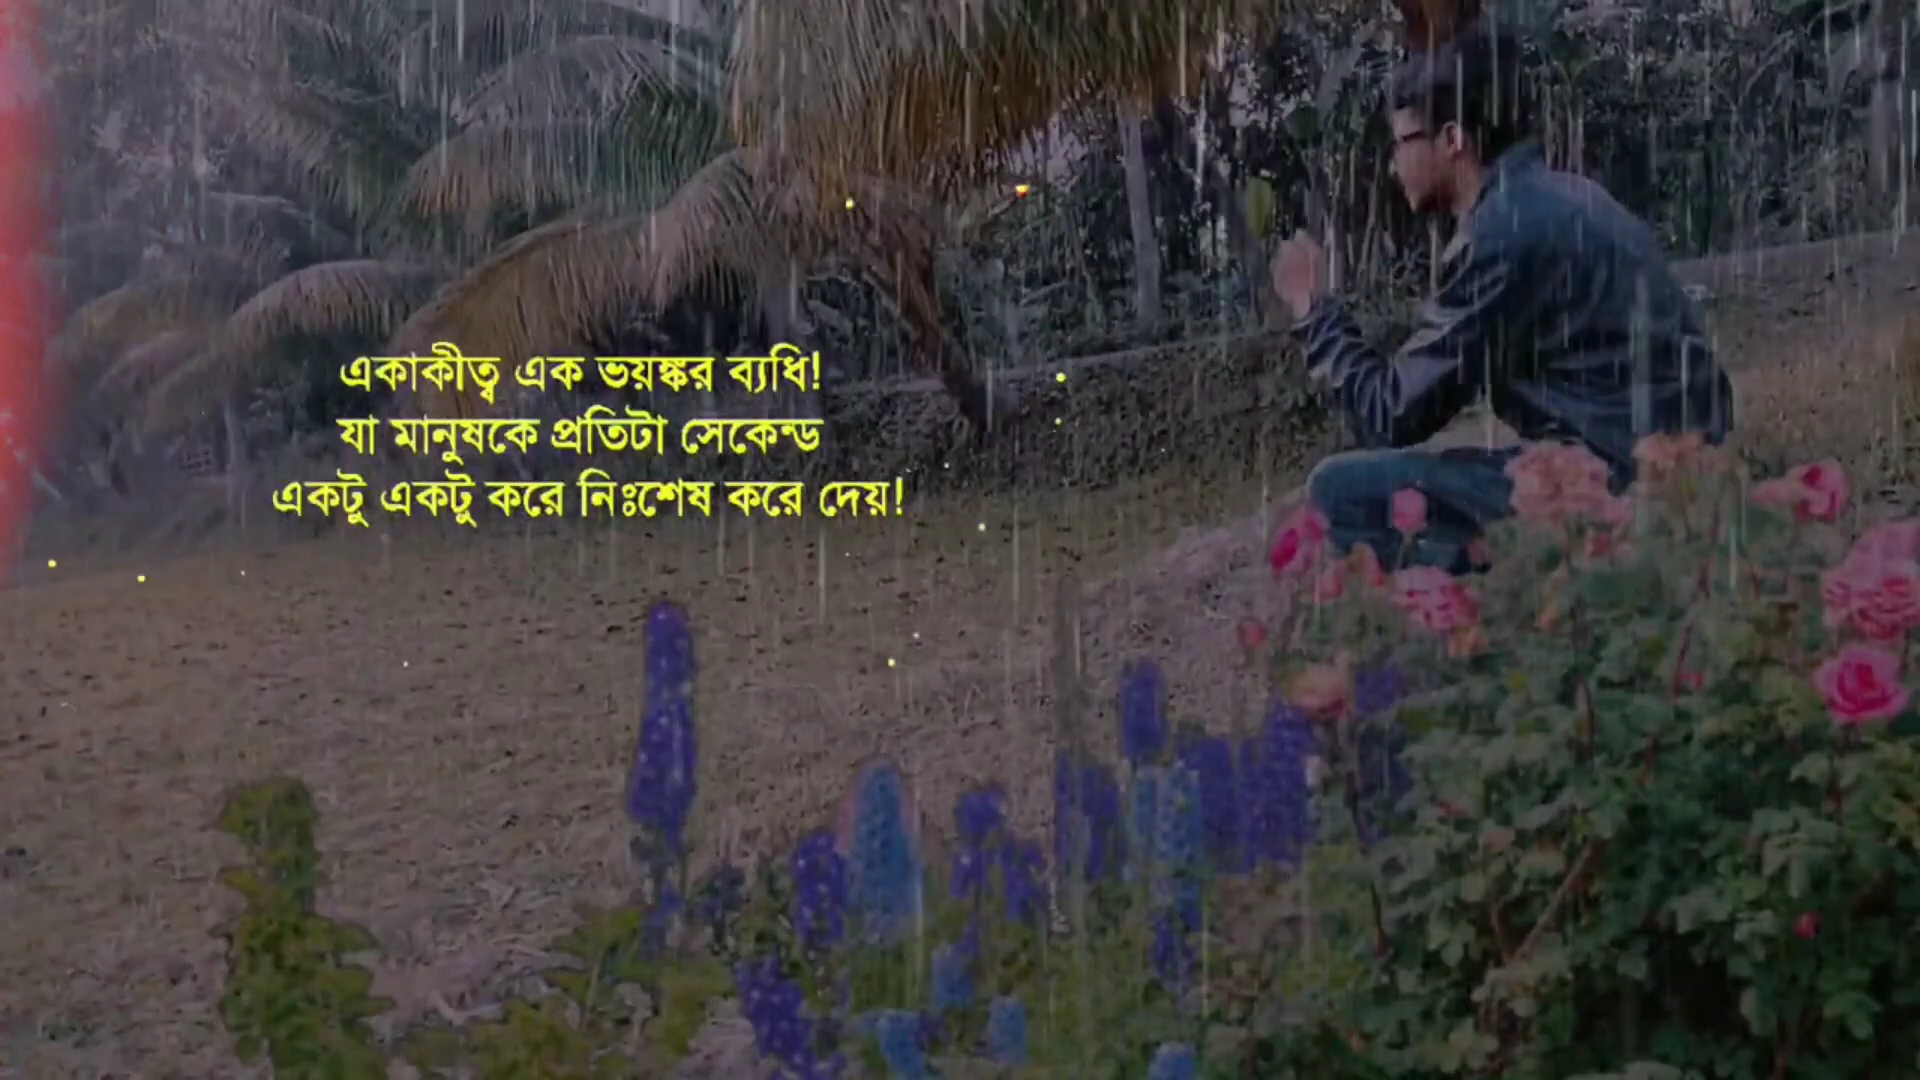 একাকীত্ব এক ভয়ঙ্কর ব্যধি!
যা মানুষকে প্রতিটা সেকেন্ড
একটু একটু করে নিঃশেষ করে দেয়!